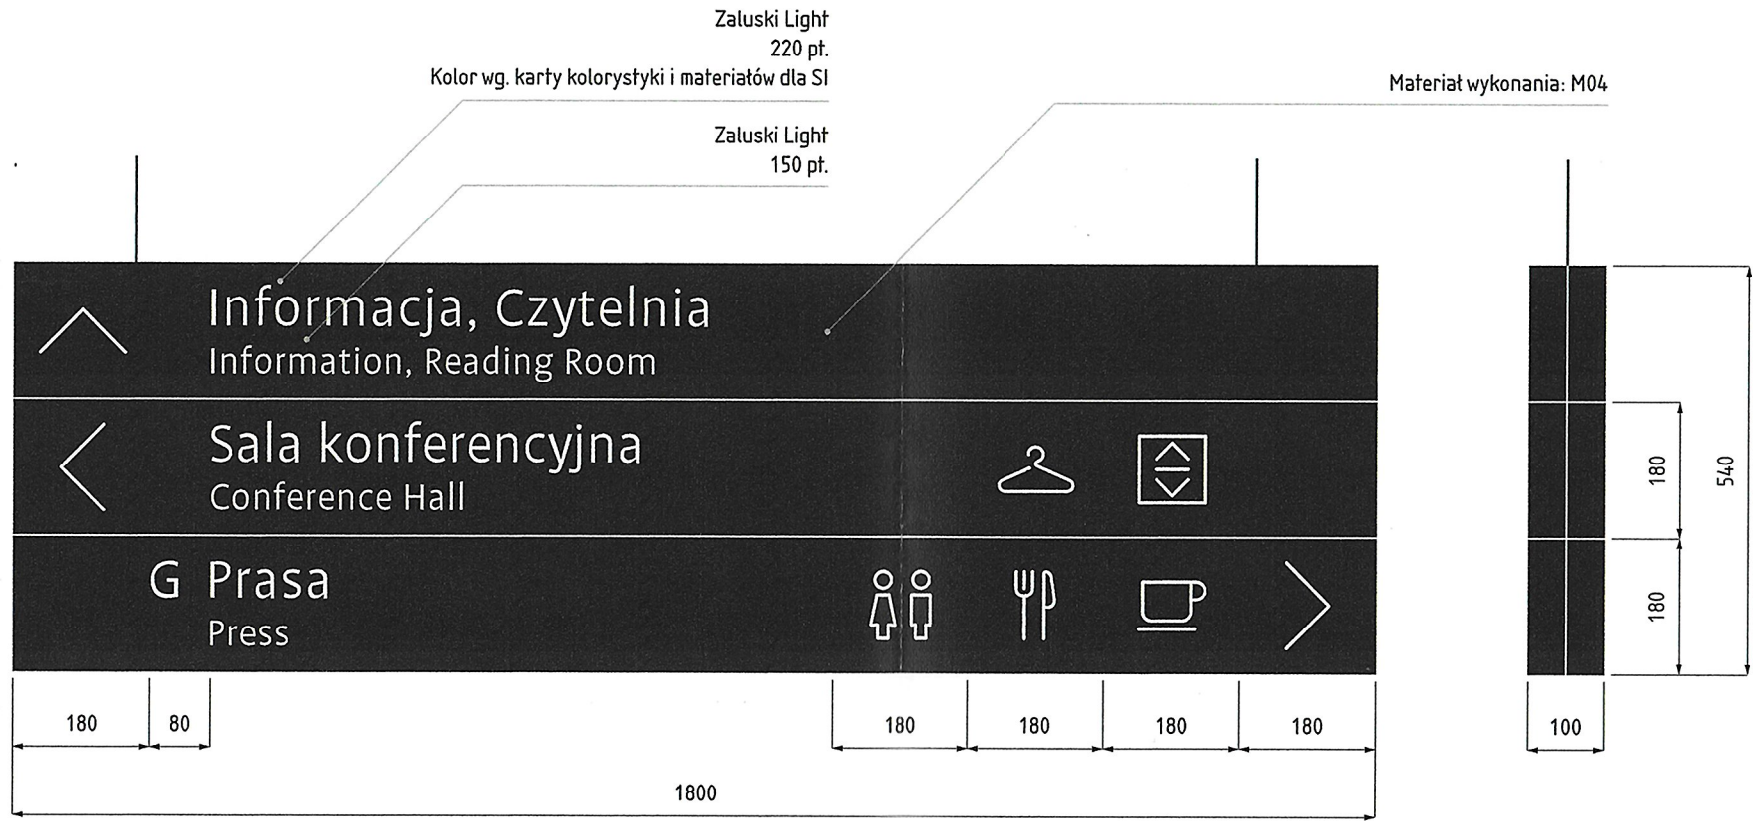 Zaluski Light
220 pt.
Kolor wg. karty kolorystyki i materiałów dla SI
Materiał wykonania: M04
Zaluski Light
150 pt.
Informacja, Czytelnia
Information, Reading Room
Sala konferencyjna
Conference Hall
G Prasa
Press
180
180
540
180
80
180
180
180
180
100
1800